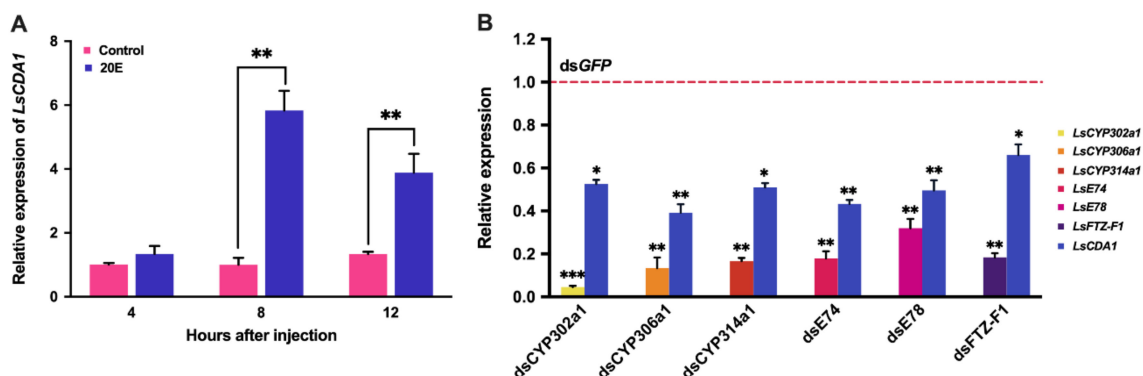 A
Relative expression of LsCDA1
8
6
4
2
0
Control
20E
**
**
4
8
12
Hours after injection
B
Relative expression
1.2
1.0
0.8
0.6
0.4
0.2
0.0
dsGFP
***
*
**
**
**
*
**
**
**
**
**
*
dsCYP302a1
dsCYP306a1
dsCYP314a1
dsE74
dsE78
dsFTZ-F1
LsCYP302a1
LsCYP306a1
LsCYP314a1
LsE74
LsE78
LsFTZ-F1
LsCDA1